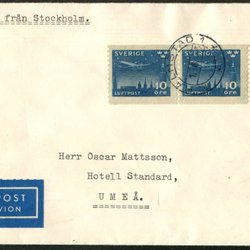 från Stockholm.
SVERIGE
LUFTPOST
10
ÖRE
SVERIGE
LUFTPOST
10
ÖRE
Herr Oscar Mattsson,
Hotell Standard,
UMEÅ.
POST
AVION